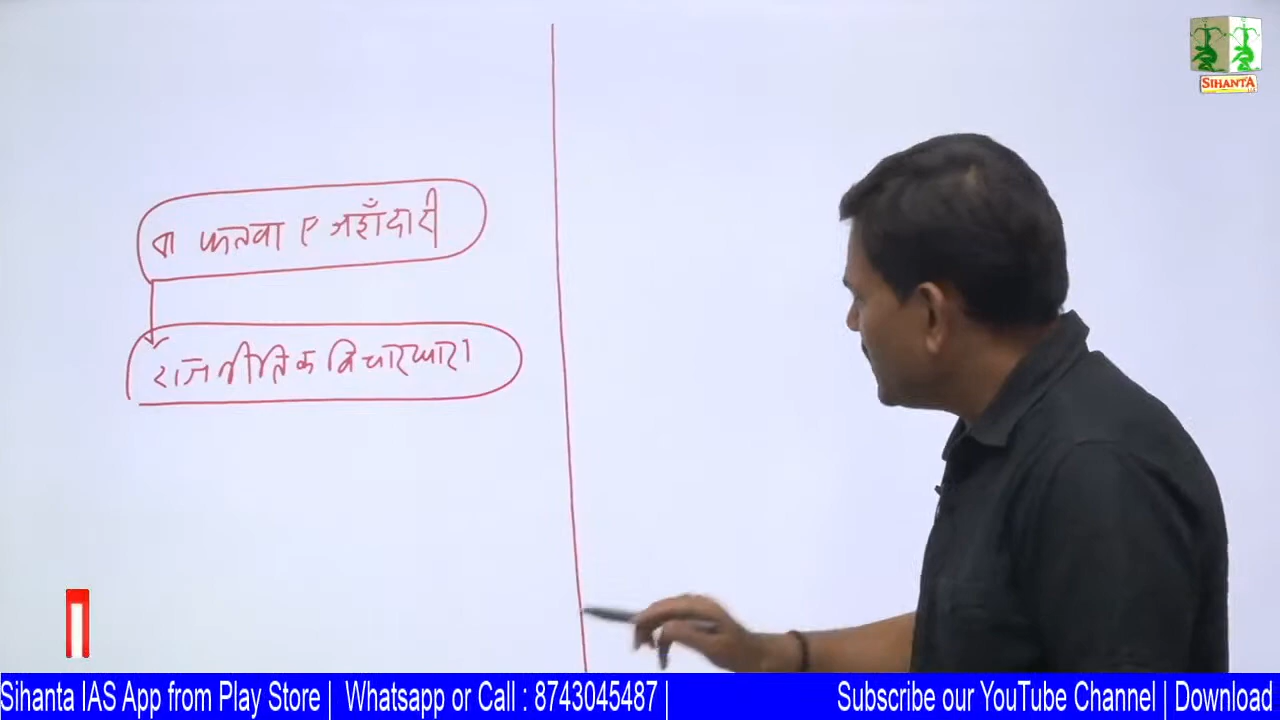 SIHANTA
IAS
वा फतवा ए जहाँदारी
राजनीतिक विचारधारा
Sihanta IAS App from Play Store | Whatsapp or Call : 8743045487 | Subscribe our YouTube Channel | Download